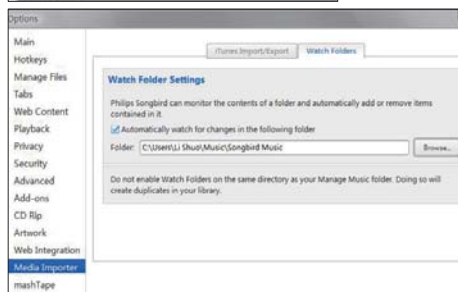 Options
Main
Hotkeys
Manage Files
Tabs
Web Content
Playback
Privacy
Security
Advanced
Add-ons
CD Rip
Artwork
Web Integration
Media Importer
mashTape
iTunes Import/Export
Watch Folders
Watch Folder Settings
Philips Songbird can monitor the contents of a folder and automatically add or remove items
contained in it.
Automatically watch for changes in the following folder
Folder: C:\Users\Li Shuo\Music\Songbird Music
Browse...
Do not enable Watch Folders on the same directory as your Manage Music folder. Doing so will
create duplicates in your library.